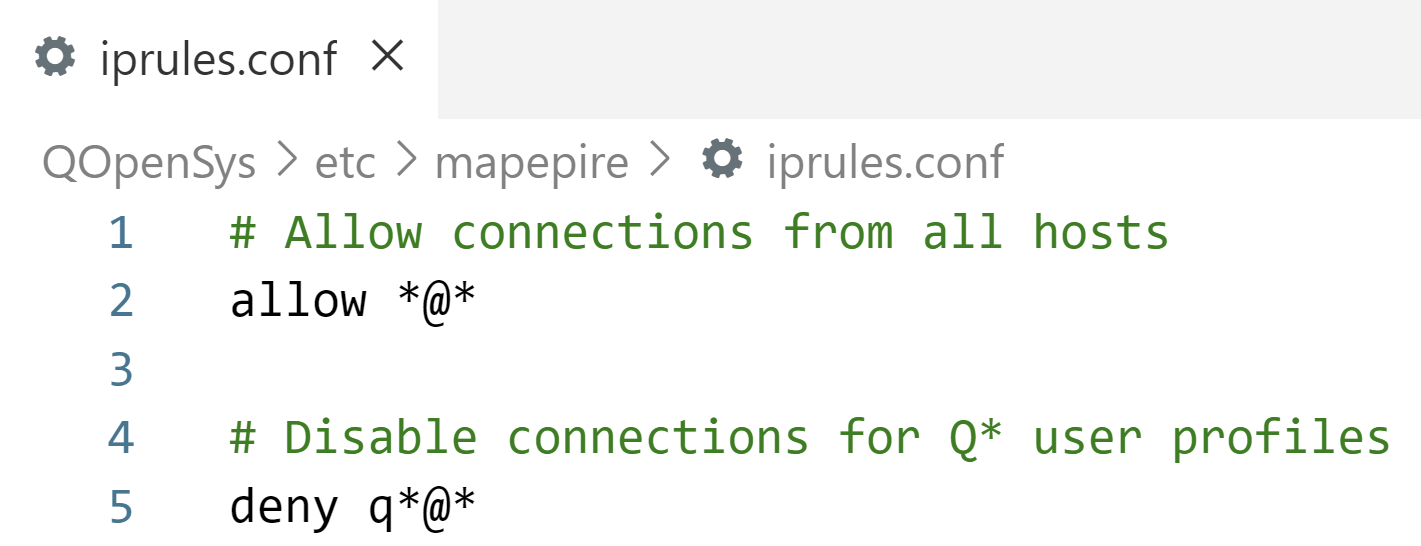 iprules.conf
QOpenSys > etc > mapepire > iprules.conf
1 # Allow connections from all hosts
2 allow *@*
3
4 # Disable connections for Q* user profiles
5 deny q*@*